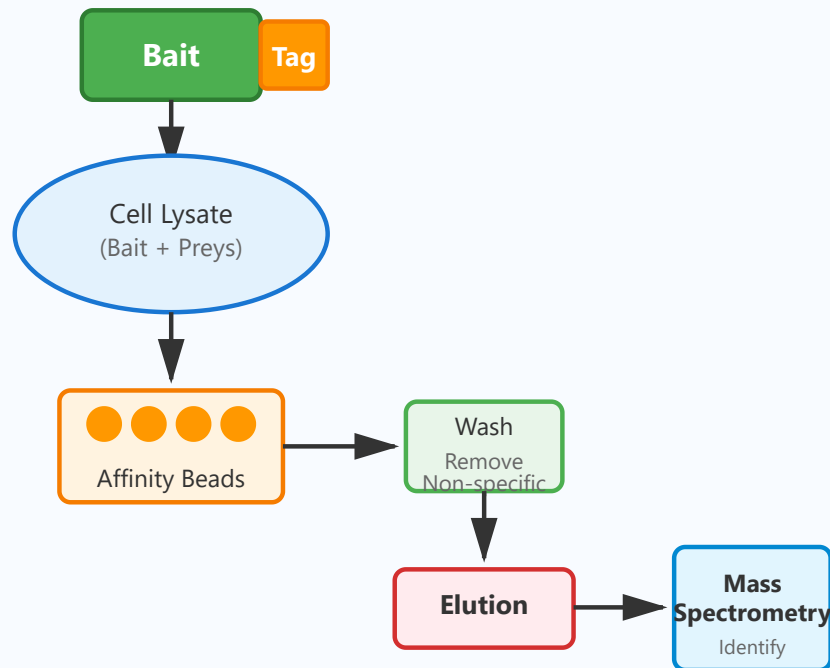 Bait
Tag
Cell Lysate
(Bait + Preys)
Affinity Beads
Wash
Remove
Non-specific
Elution
Mass
Spectrometry
Identify